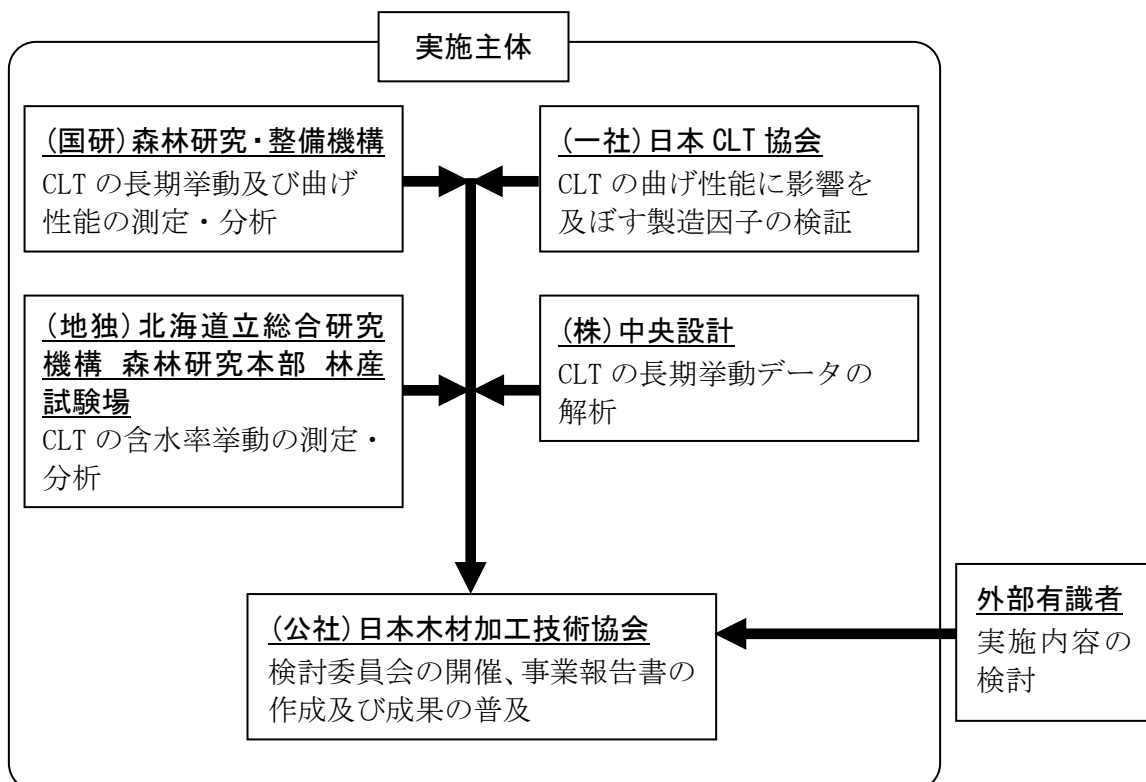 実施主体
(国研)森林研究・整備機構
CLT の長期挙動及び曲げ
性能の測定・分析
(一社)日本 CLT 協会
CLT の曲げ性能に影響を
及ぼす製造因子の検証
(地独)北海道立総合研究
機構 森林研究本部 林産
試験場
CLT の含水率挙動の測定・
分析
(株)中央設計
CLT の長期挙動データの
解析
(公社)日本木材加工技術協会
検討委員会の開催、事業報告書の
作成及び成果の普及
外部有識者
実施内容の
検討